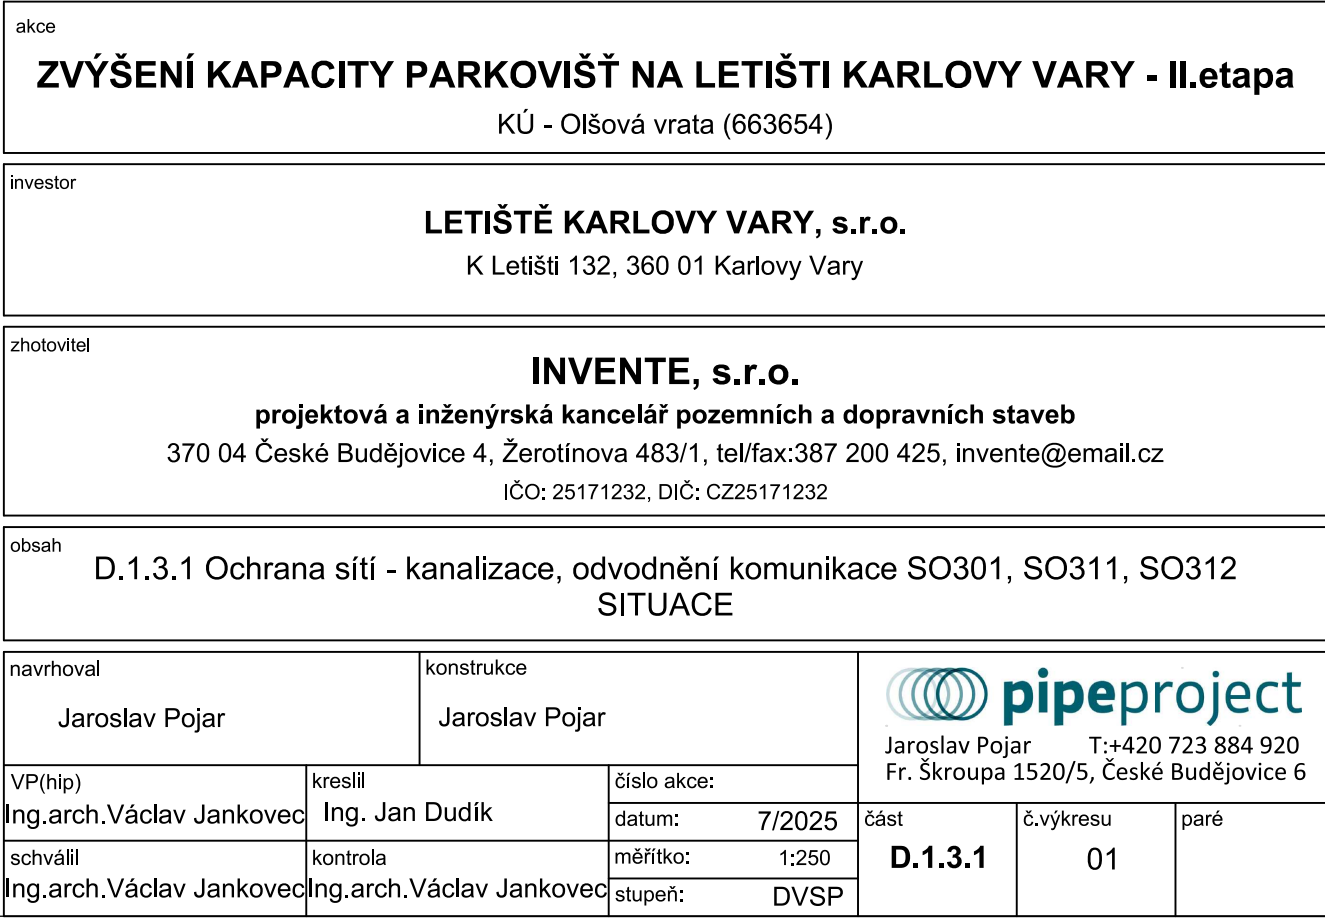 akce
ZVÝŠENÍ KAPACITY PARKOVIŠŤ NA LETIŠTI KARLOVY VARY - II.etapa
KÚ - Olšová vrata (663654)
investor
LETIŠTĚ KARLOVY VARY, s.r.o.
K Letišti 132, 360 01 Karlovy Vary
zhotovitel
INVENTE, s.r.o.
projektová a inženýrská kancelář pozemních a dopravních staveb
370 04 České Budějovice 4, Žerotínova 483/1, tel/fax:387 200 425, invente@email.cz
IČO: 25171232, DIČ: CZ25171232
obsah
D.1.3.1 Ochrana sítí - kanalizace, odvodnění komunikace SO301, SO311, SO312
SITUACE
navrhoval
Jaroslav Pojar
konstrukce
Jaroslav Pojar
pipeproject
Jaroslav Pojar T:+420 723 884 920
Fr. Škroupa 1520/5, České Budějovice 6
VP(hip)
Ing.arch.Václav Jankovec
kreslil
Ing. Jan Dudík
číslo akce:
datum: 7/2025
schválil
Ing.arch.Václav Jankovec
kontrola
Ing.arch.Václav Jankovec
měřítko: 1:250
stupeň: DVSP
část
D.1.3.1
č.výkresu
01
paré